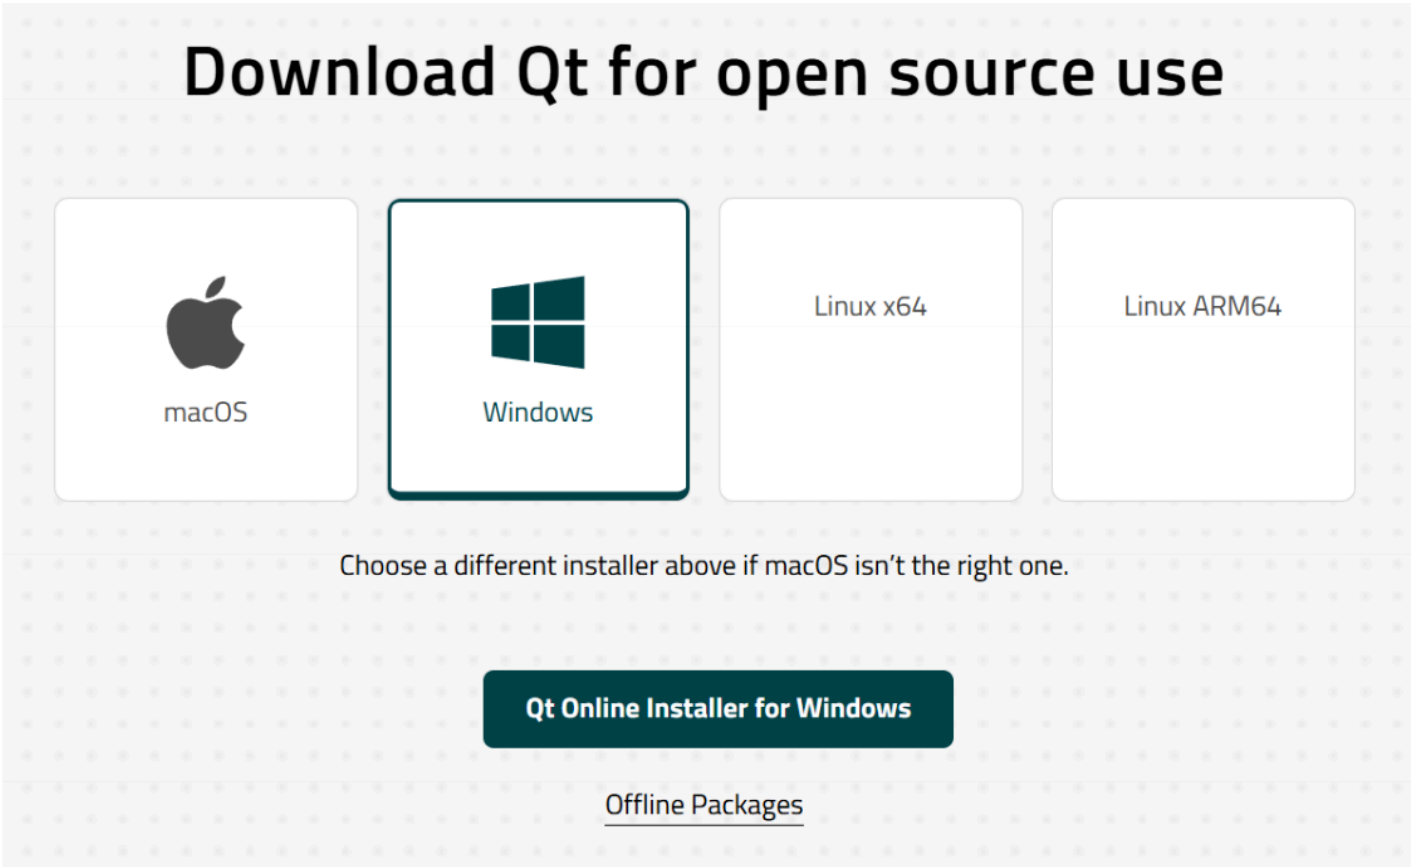 Download Qt for open source use
macOS
Windows
Linux x64
Linux ARM64
Choose a different installer above if macOS isn’t the right one.
Qt Online Installer for Windows
Offline Packages